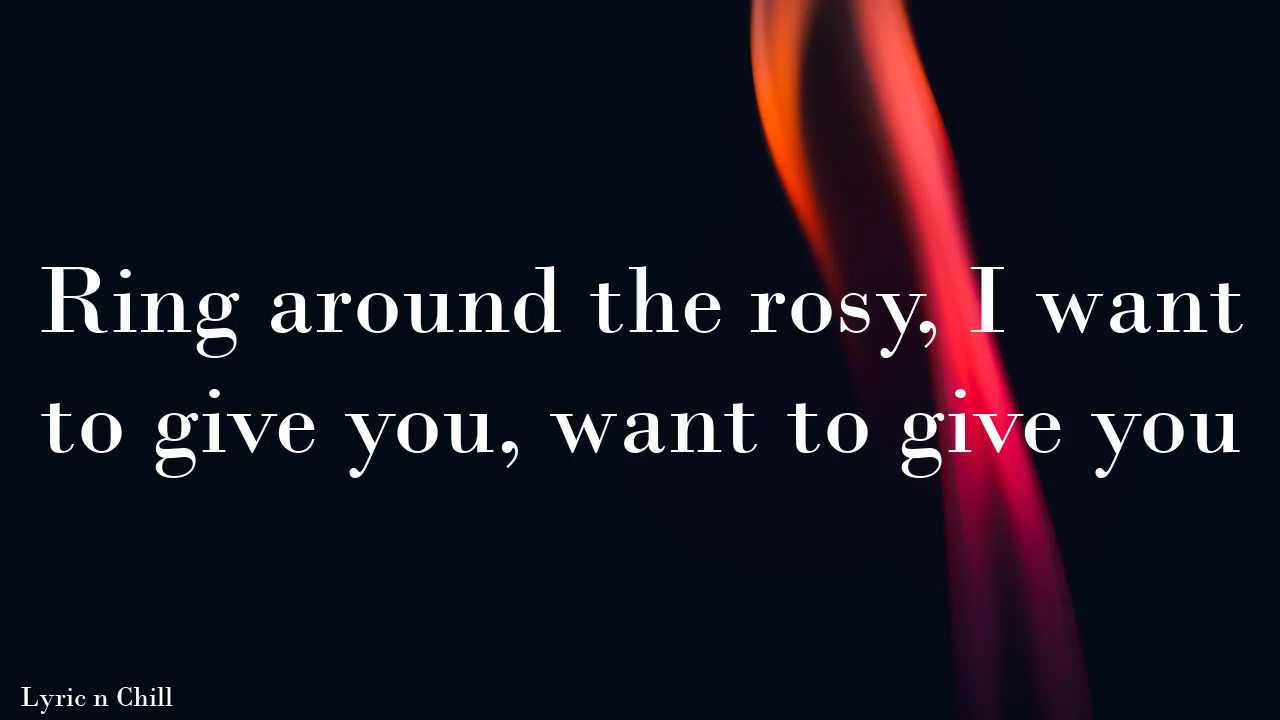 Ring around the rosy, I want
to give you, want to give you
Lyric n Chill